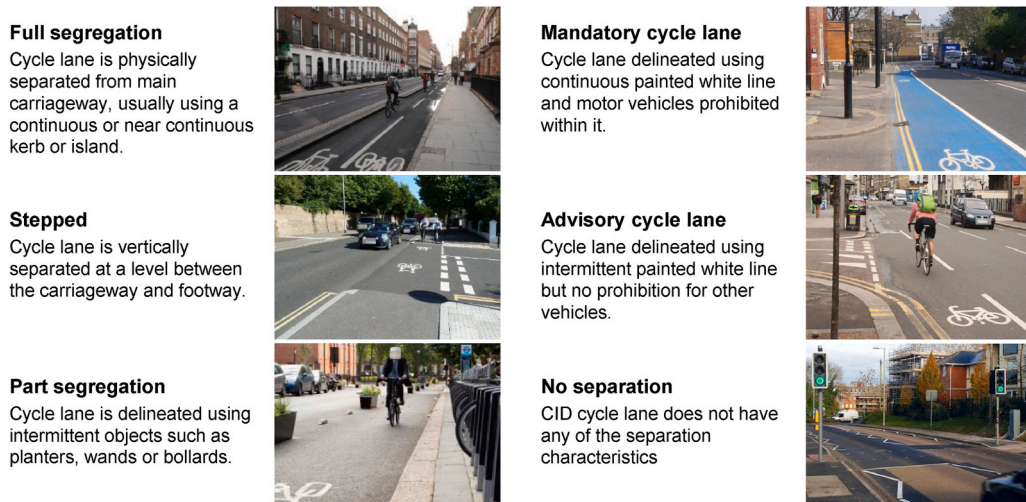 Full segregation
Cycle lane is physically
separated from main
carriageway, usually using a
continuous or near continuous
kerb or island.
Stepped
Cycle lane is vertically
separated at a level between
the carriageway and footway.
Part segregation
Cycle lane is delineated using
intermittent objects such as
planters, wands or bollards.
Mandatory cycle lane
Cycle lane delineated using
continuous painted white line
and motor vehicles prohibited
within it.
Advisory cycle lane
Cycle lane delineated using
intermittent painted white line
but no prohibition for other
vehicles.
No separation
CID cycle lane does not have
any of the separation
characteristics